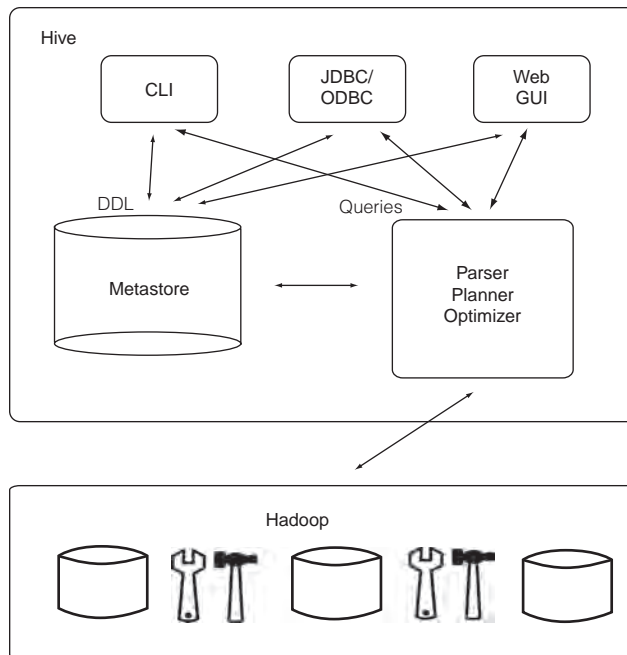 Hive
CLI
JDBC/
ODBC
Web
GUI
DDL
Queries
Metastore
Parser
Planner
Optimizer
Hadoop